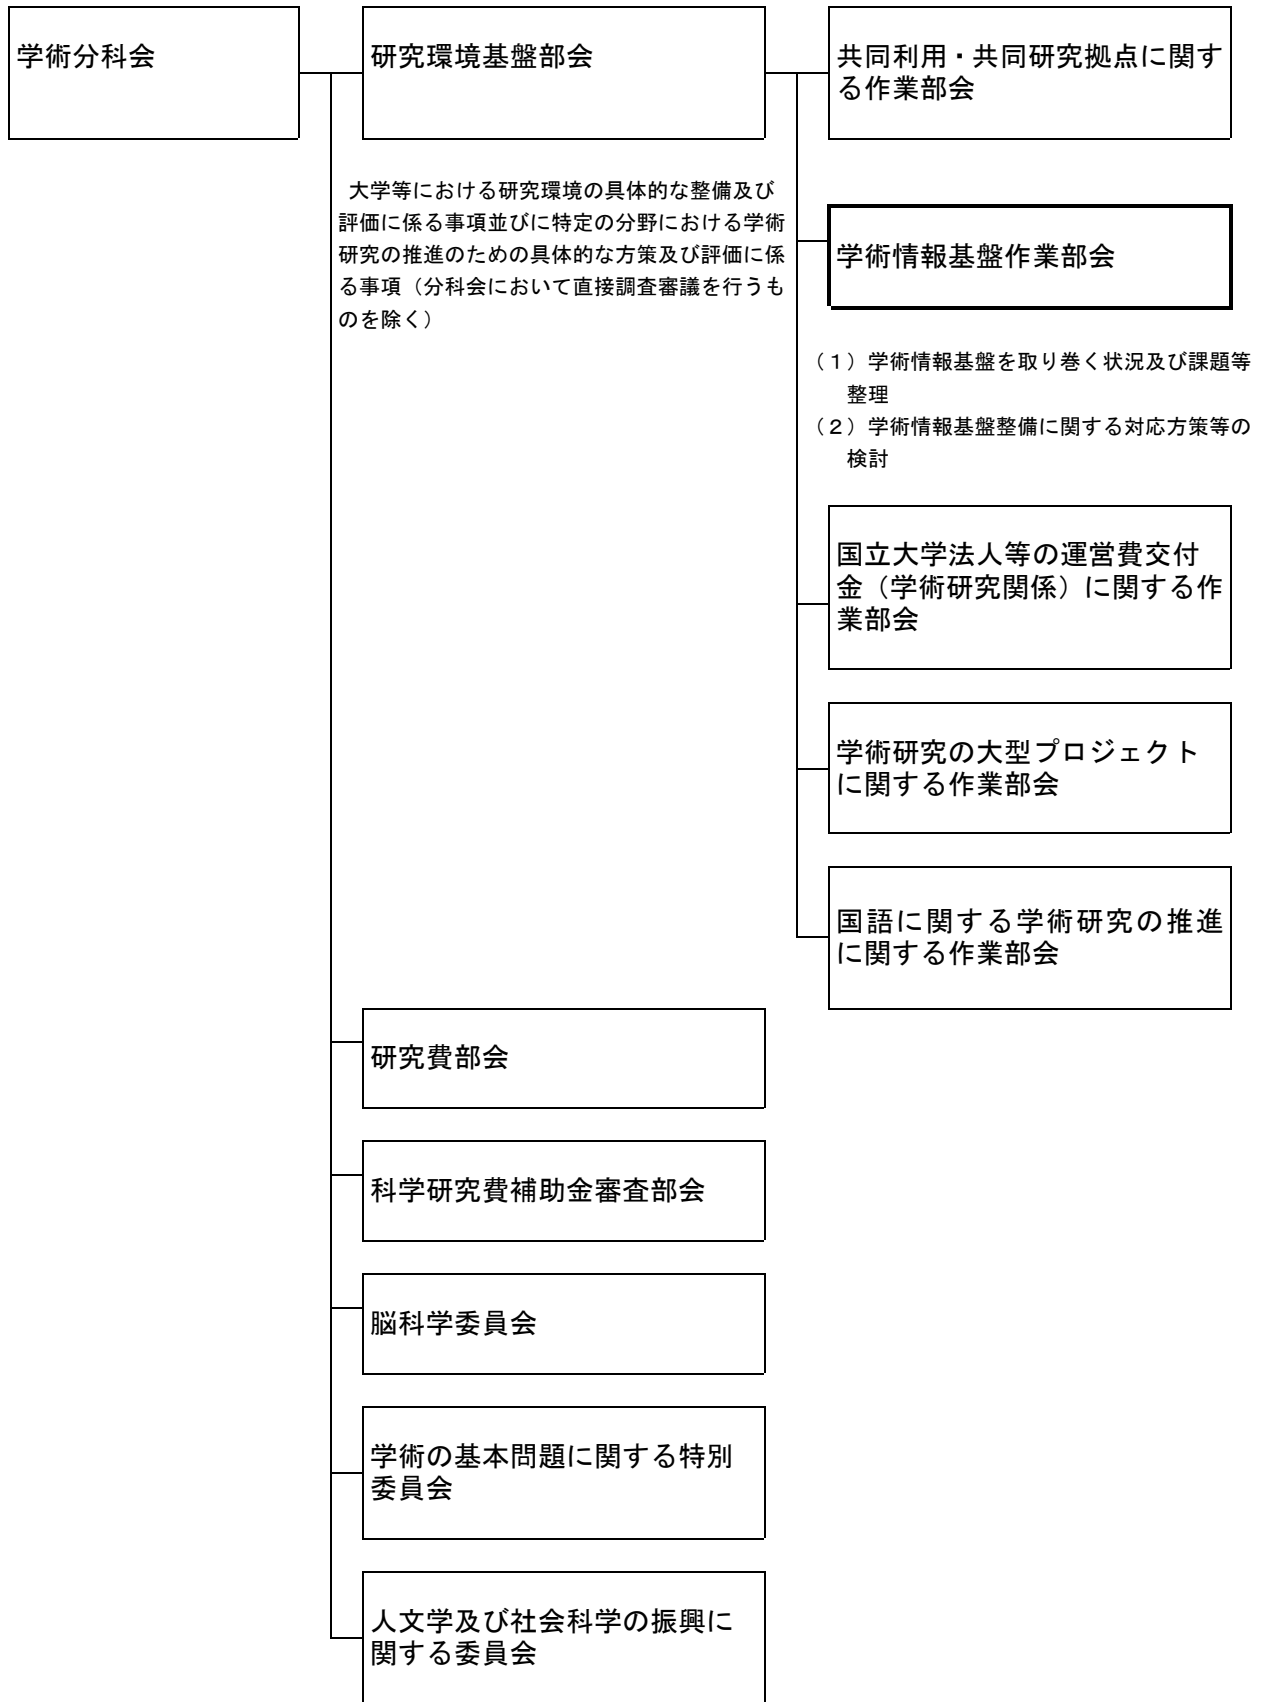 学術分科会
研究環境基盤部会
共同利用・共同研究拠点に関す
る作業部会
大学等における研究環境の具体的な整備及び
評価に係る事項並びに特定の分野における学術
研究の推進のための具体的な方策及び評価に係
る事項（分科会において直接調査審議を行うも
のを除く）
学術情報基盤作業部会
（１）学術情報基盤を取り巻く状況及び課題等
整理
（２）学術情報基盤整備に関する対応方策等の
検討
国立大学法人等の運営費交付
金（学術研究関係）に関する作
業部会
学術研究の大型プロジェクト
に関する作業部会
国語に関する学術研究の推進
に関する作業部会
研究費部会
科学研究費補助金審査部会
脳科学委員会
学術の基本問題に関する特別
委員会
人文学及び社会科学の振興に
関する委員会